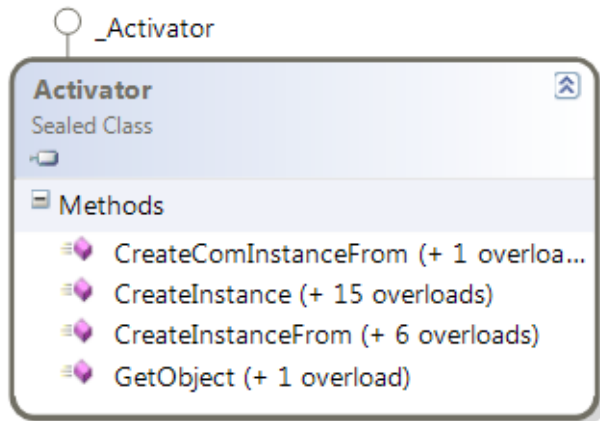 _Activator
Activator
Sealed Class
Methods
CreateComInstanceFrom (+ 1 overloa...
CreateInstance (+ 15 overloads)
CreateInstanceFrom (+ 6 overloads)
GetObject (+ 1 overload)